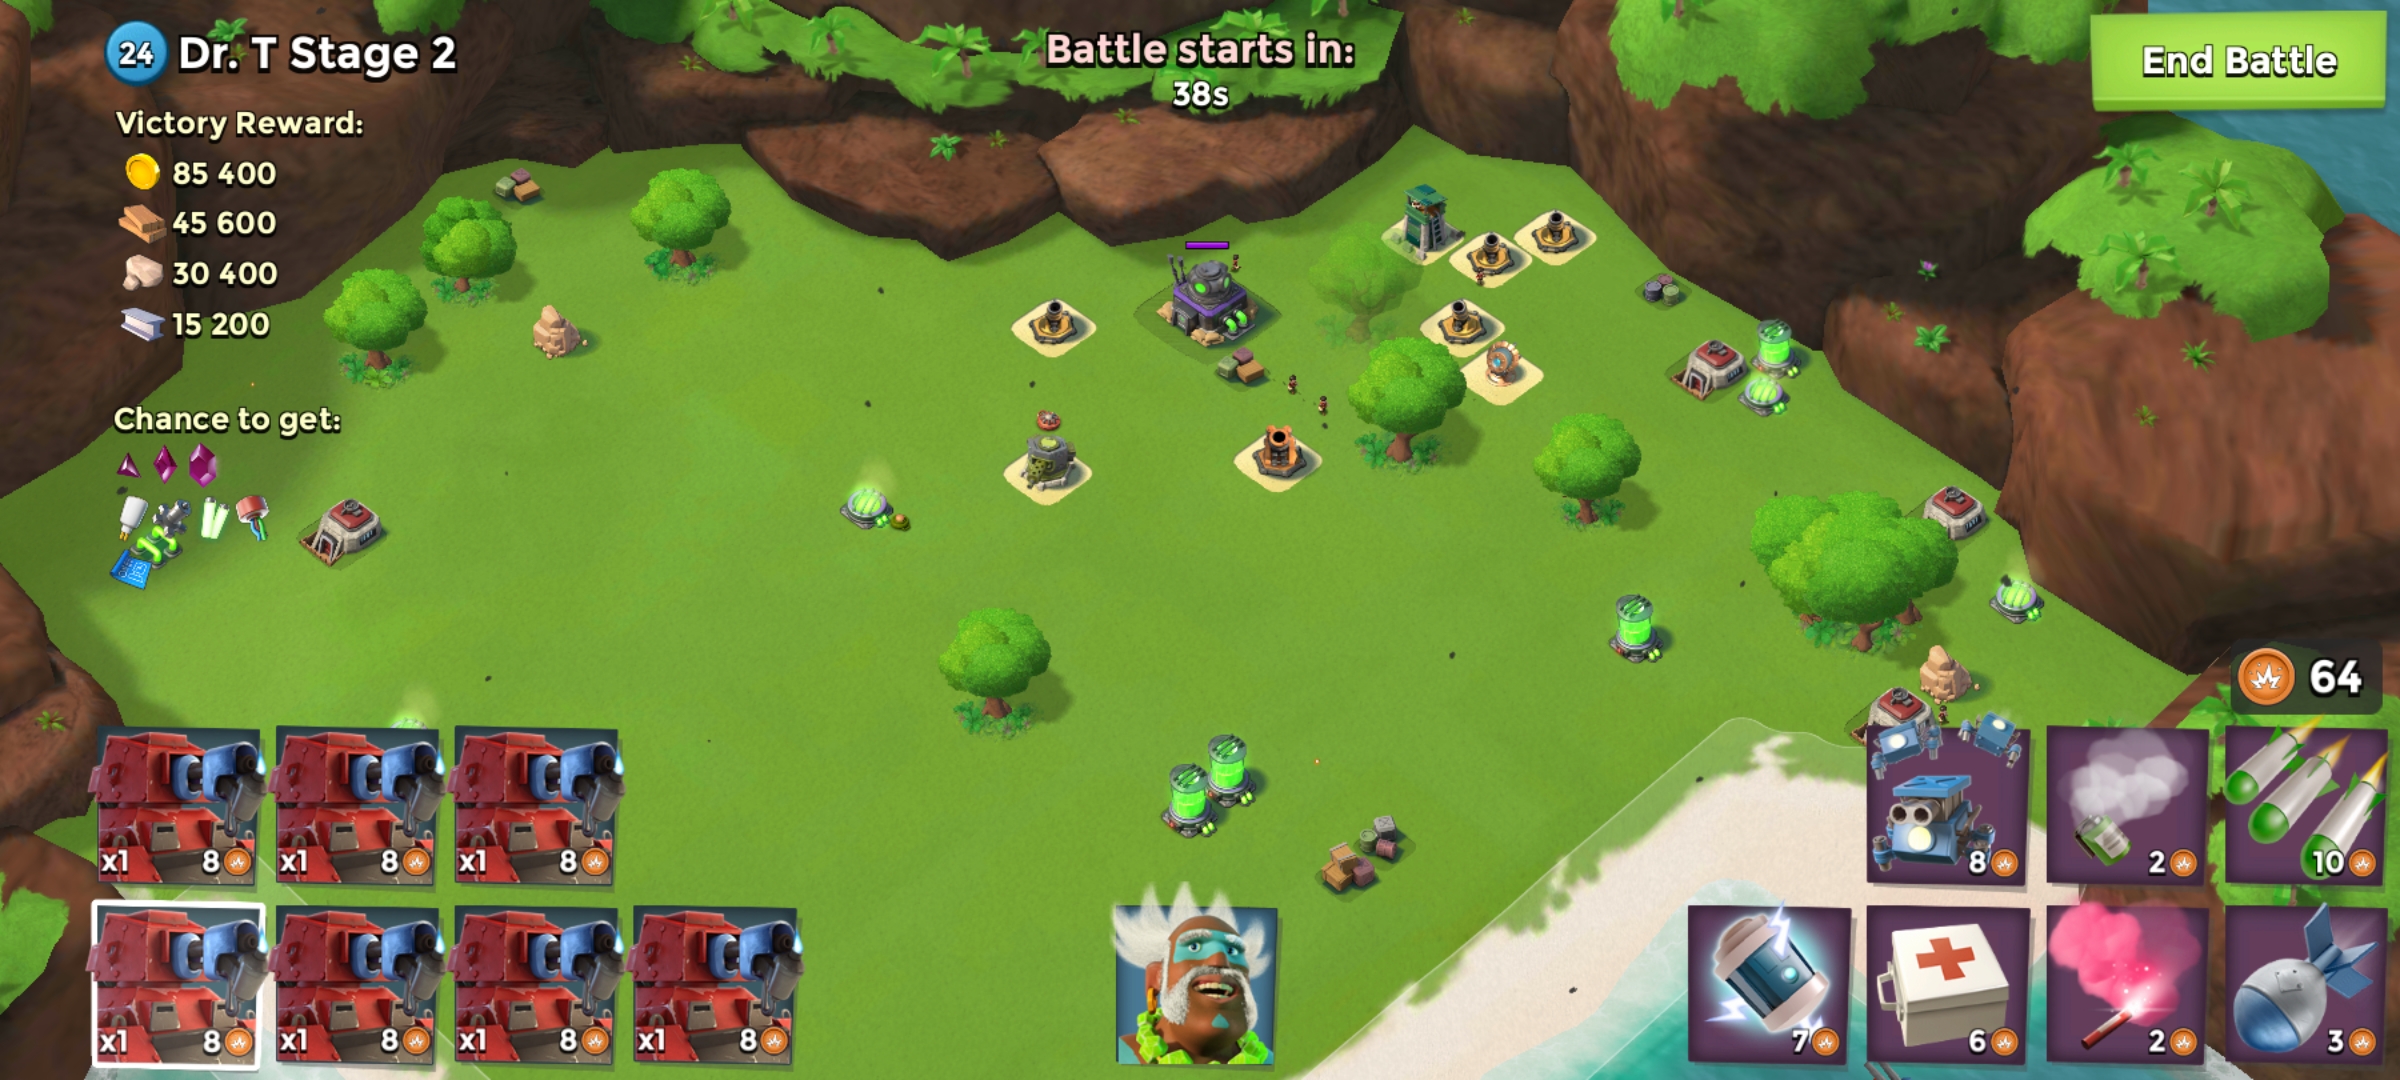 24 Dr. T Stage 2
Battle starts in:
38s
End Battle
Victory Reward:
85 400
45 600
30 400
15 200
Chance to get:
64
x1 8
x1 8
x1 8
8
2
10
x1 8
x1 8
x1 8
x1 8
7
6
2
3